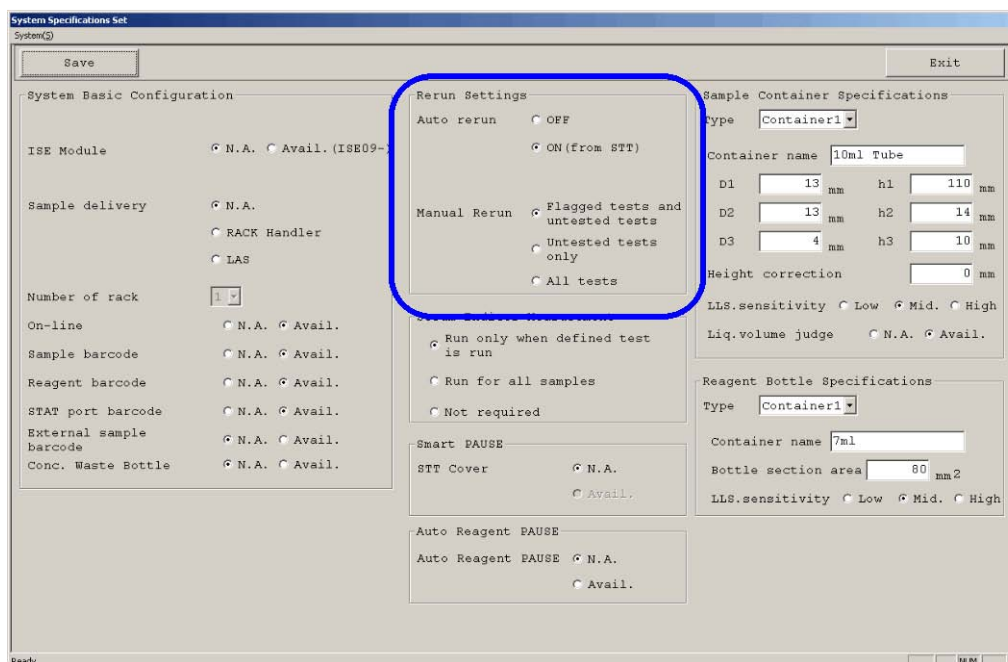 System Specifications Set
System(S)
Save
Exit
System Basic Configuration
ISE Module N.A. Avail.(ISE09-)
Sample delivery N.A.
RACK Handler
LAS
Number of rack 1
On-line N.A. Avail.
Sample barcode N.A. Avail.
Reagent barcode N.A. Avail.
STAT port barcode N.A. Avail.
External sample
barcode N.A. Avail.
Conc. Waste Bottle N.A. Avail.
Rerun Settings
Auto rerun OFF
ON(from STT)
Manual Rerun Flagged tests and
untested tests
Untested tests
only
All tests
Run only when defined test
is run
Run for all samples
Not required
Smart PAUSE
STT Cover N.A.
Avail.
Auto Reagent PAUSE
Auto Reagent PAUSE N.A.
Avail.
Sample Container Specifications
Type Container1
Container name 10ml Tube
D1 13 mm h1 110 mm
D2 13 mm h2 14 mm
D3 4 mm h3 10 mm
Height correction 0 mm
LLS.sensitivity Low Mid. High
Liq.volume judge N.A. Avail.
Reagent Bottle Specifications
Type Container1
Container name 7ml
Bottle section area 80 mm2
LLS.sensitivity Low Mid. High
Ready
NUM